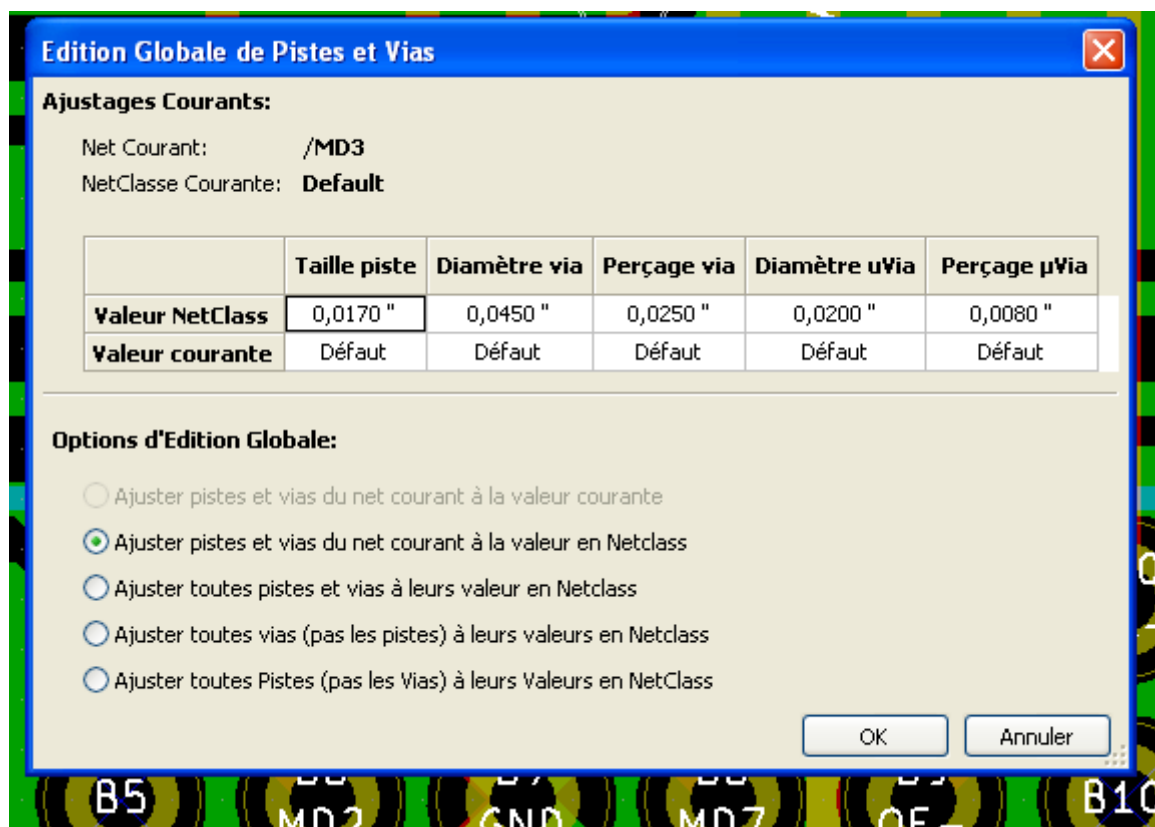 Edition Globale de Pistes et Vias
Ajustages Courants:
Net Courant: /MD3
NetClasse Courante: Default
Taille piste Diamètre via Perçage via Diamètre uVia Perçage µVia
Valeur NetClass 0,0170 " 0,0450 " 0,0250 " 0,0200 " 0,0080 "
Valeur courante Défaut Défaut Défaut Défaut Défaut
Options d'Edition Globale:
Ajuster pistes et vias du net courant à la valeur courante
Ajuster pistes et vias du net courant à la valeur en Netclass
Ajuster toutes pistes et vias à leurs valeur en Netclass
Ajuster toutes vias (pas les pistes) à leurs valeurs en Netclass
Ajuster toutes Pistes (pas les Vias) à leurs Valeurs en NetClass
OK Annuler
B5 B10
MD2 GND MD7 OE-